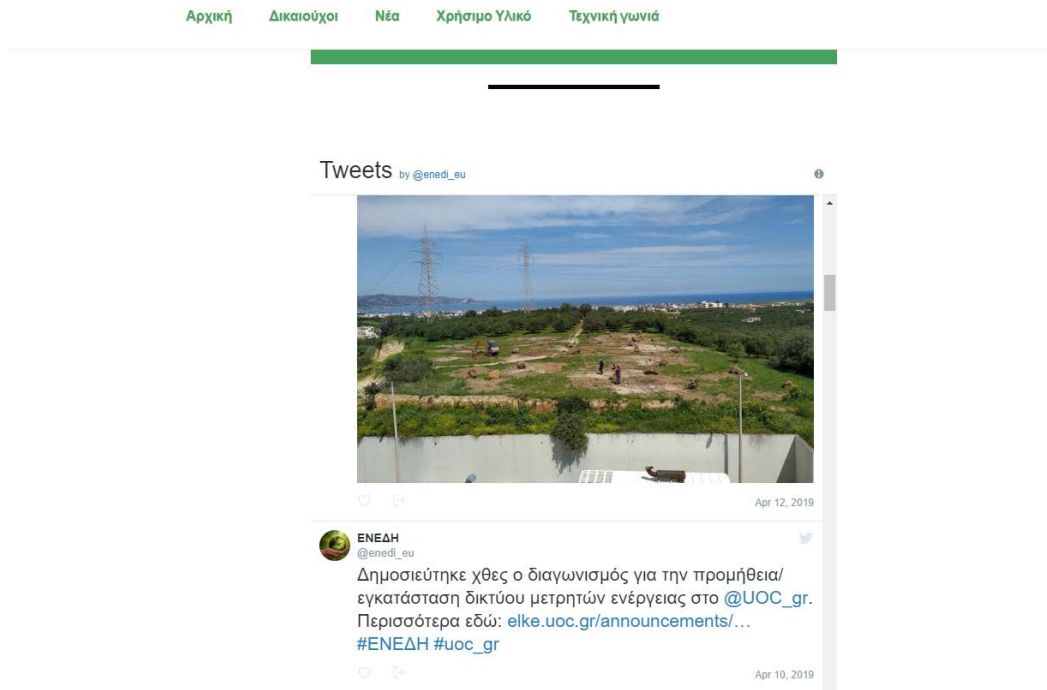 Αρχική Δικαιούχοι Νέα Χρήσιμο Υλικό Τεχνική γωνιά
Tweets by @enedi_eu
Apr 12, 2019
ΕΝΕΔΗ
@enedi_eu
Δημοσιεύτηκε χθες ο διαγωνισμός για την προμήθεια/
εγκατάσταση δικτύου μετρητών ενέργειας στο @UOC_gr.
Περισσότερα εδώ: elke.uoc.gr/announcements/…
#ΕΝΕΔΗ #uoc_gr
Apr 10, 2019